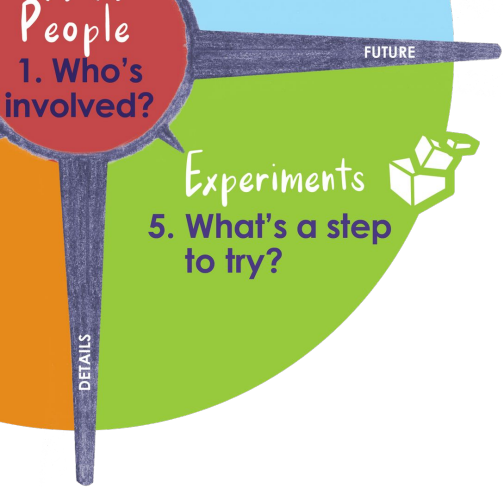 People
1. Who's
involved?
FUTURE
Experiments
5. What's a step
to try?
DETAILS